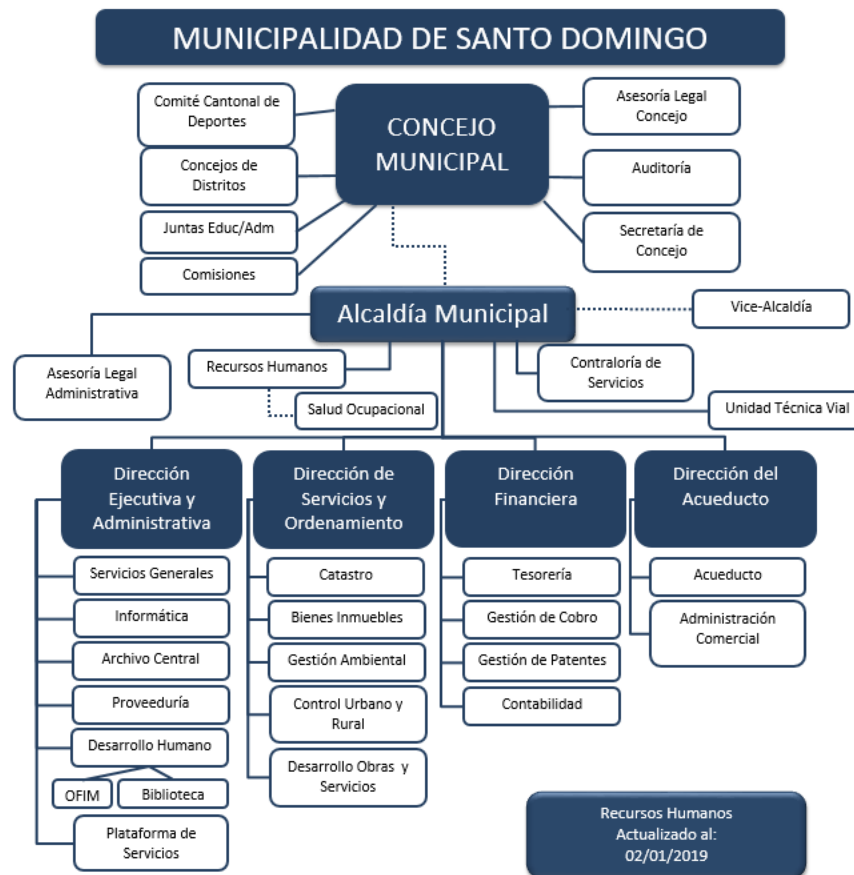 MUNICIPALIDAD DE SANTO DOMINGO
Comité Cantonal de
Deportes
Concejos de
Distritos
Juntas Educ/Adm
Comisiones
CONCEJO
MUNICIPAL
Asesoría Legal
Concejo
Auditoría
Secretaría de
Concejo
Alcaldía Municipal
Vice-Alcaldía
Asesoría Legal
Administrativa
Recursos Humanos
Salud Ocupacional
Contraloría de
Servicios
Unidad Técnica Vial
Dirección
Ejecutiva y
Administrativa
Servicios Generales
Informática
Archivo Central
Proveeduría
Desarrollo Humano
OFIM
Biblioteca
Plataforma de
Servicios
Dirección de
Servicios y
Ordenamiento
Catastro
Bienes Inmuebles
Gestión Ambiental
Control Urbano y
Rural
Desarrollo Obras y
Servicios
Dirección
Financiera
Tesorería
Gestión de Cobro
Gestión de Patentes
Contabilidad
Dirección del
Acueducto
Acueducto
Administración
Comercial
Recursos Humanos
Actualizado al:
02/01/2019